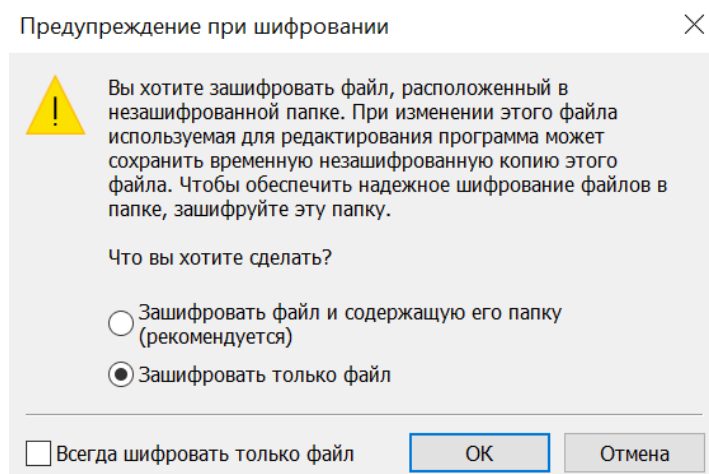 Предупреждение при шифровании
Вы хотите зашифровать файл, расположенный в
незашифрованной папке. При изменении этого файла
используемая для редактирования программа может
сохранить временную незашифрованную копию этого
файла. Чтобы обеспечить надежное шифрование файлов в
папке, зашифруйте эту папку.
Что вы хотите сделать?
Зашифровать файл и содержащую его папку
(рекомендуется)
Зашифровать только файл
Всегда шифровать только файл
ОК
Отмена